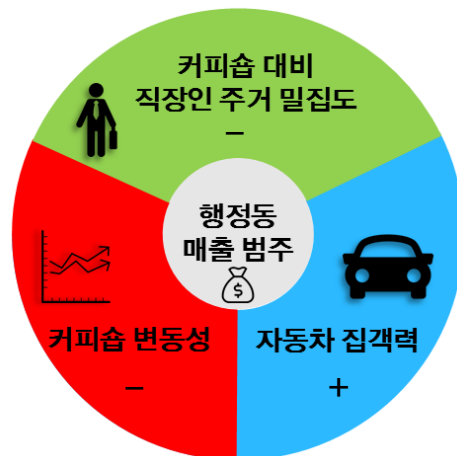 커피숍 대비
직장인 주거 밀집도
−
행정동
매출 범주
$
커피숍 변동성
−
자동차 집객력
+